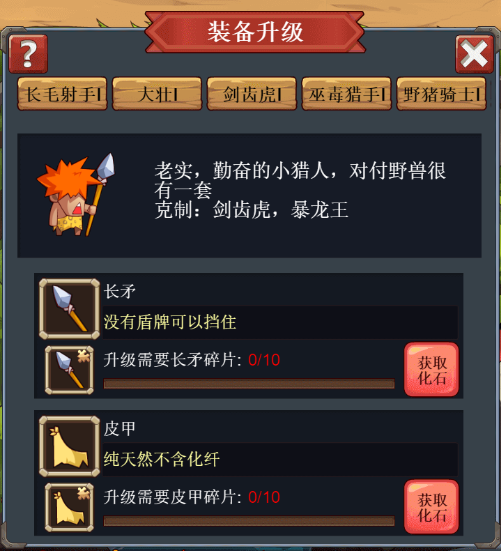 装备升级
?
长毛射手I
大壮I
剑齿虎I
巫毒猎手I
野猪骑士I
老实，勤奋的小猎人，对付野兽很
有一套
克制：剑齿虎，暴龙王
长矛
没有盾牌可以挡住
升级需要长矛碎片: 0/10
获取
化石
皮甲
纯天然不含化纤
升级需要皮甲碎片: 0/10
获取
化石